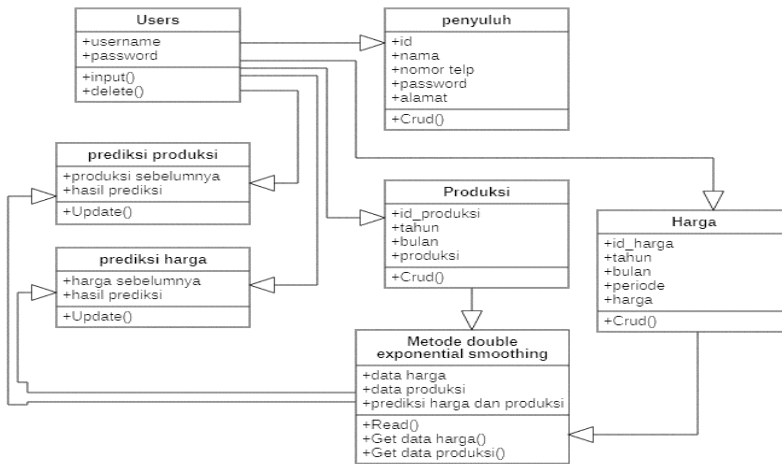 Users
+username
+password
+input()
+delete()
penyuluh
+id
+nama
+nomor telp
+password
+alamat
+Crud()
prediksi produksi
+produksi sebelumnya
+hasil prediksi
+Update()
Produksi
+id_produksi
+tahun
+bulan
+produksi
+Crud()
Harga
+id_harga
+tahun
+bulan
+periode
+harga
+Crud()
prediksi harga
+harga sebelumnya
+hasil prediksi
+Update()
Metode double
exponential smoothing
+data harga
+data produksi
+prediksi harga dan produksi
+Read()
+Get data harga()
+Get data produksi()